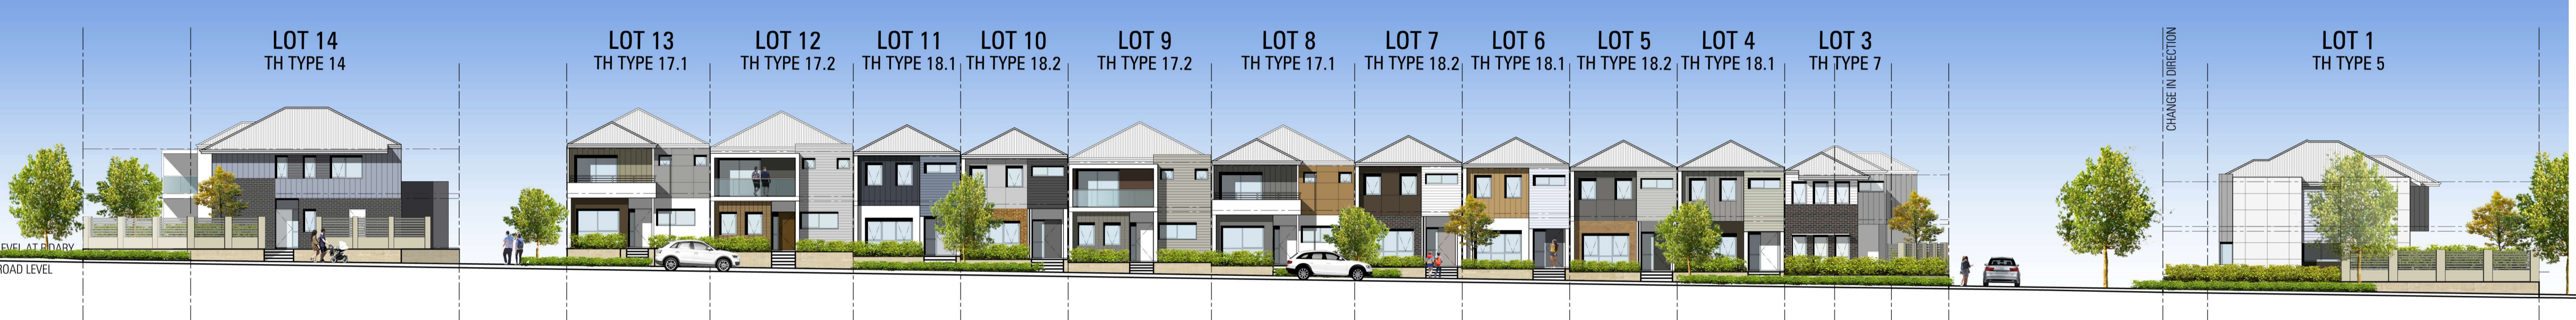 LOT 14
TH TYPE 14
LOT 13
TH TYPE 17.1
LOT 12
TH TYPE 17.2
LOT 11
TH TYPE 18.1
LOT 10
TH TYPE 18.2
LOT 9
TH TYPE 17.2
LOT 8
TH TYPE 17.1
LOT 7
TH TYPE 18.2
LOT 6
TH TYPE 18.1
LOT 5
TH TYPE 18.2
LOT 4
TH TYPE 18.1
LOT 3
TH TYPE 7
CHANGE IN DIRECTION
LOT 1
TH TYPE 5
EVEL AT BDARY
ROAD LEVEL